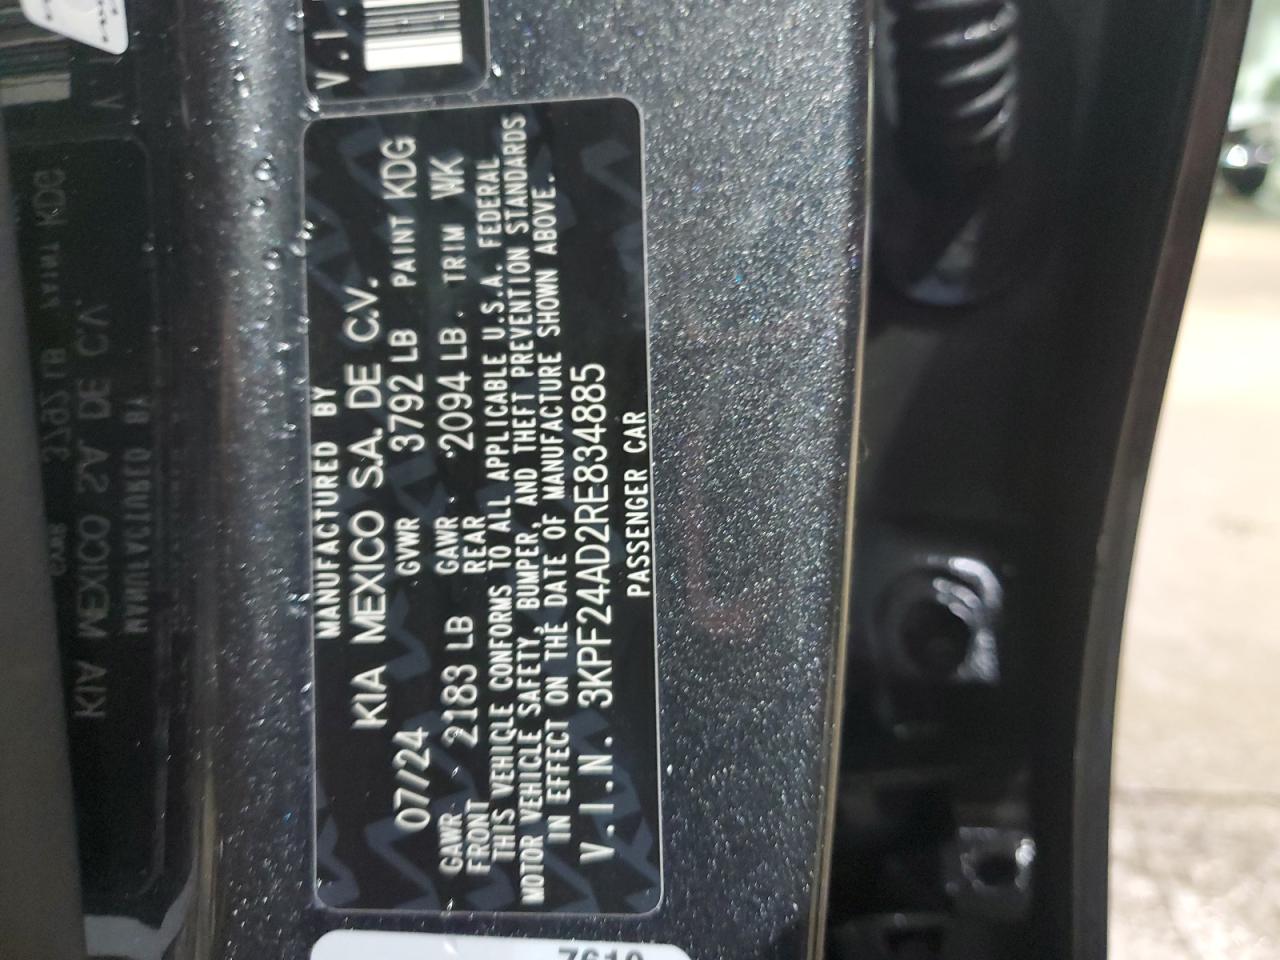 V.I.
MANUFACTURED BY
KIA MEXICO S.A. DE C.V.
07/24 GVWR 3792 LB PAINT KDG
GAWR FRONT 2183 LB GAWR REAR 2094 LB. TRIM WK
THIS VEHICLE CONFORMS TO ALL APPLICABLE U.S.A. FEDERAL
MOTOR VEHICLE SAFETY, BUMPER, AND THEFT PREVENTION STANDARDS
IN EFFECT ON THE DATE OF MANUFACTURE SHOWN ABOVE.
V.I.N. 3KPF24AD2RE834885
PASSENGER CAR